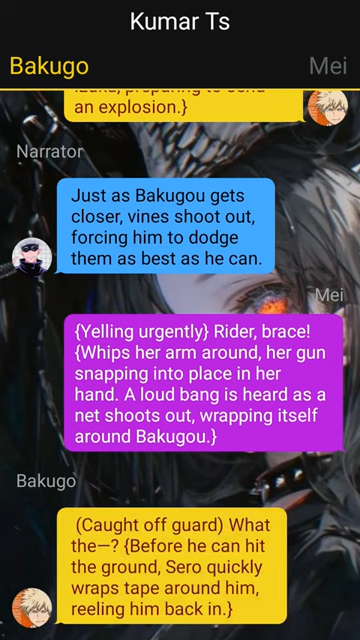 Kumar Ts
Bakugo
Mei
an explosion.}
Narrator
Just as Bakugou gets
closer, vines shoot out,
forcing him to dodge
them as best as he can.
Mei
{Yelling urgently} Rider, brace!
{Whips her arm around, her gun
snapping into place in her
hand. A loud bang is heard as a
net shoots out, wrapping itself
around Bakugou.}
Bakugo
(Caught off guard) What
the—? {Before he can hit
the ground, Sero quickly
wraps tape around him,
reeling him back in.}